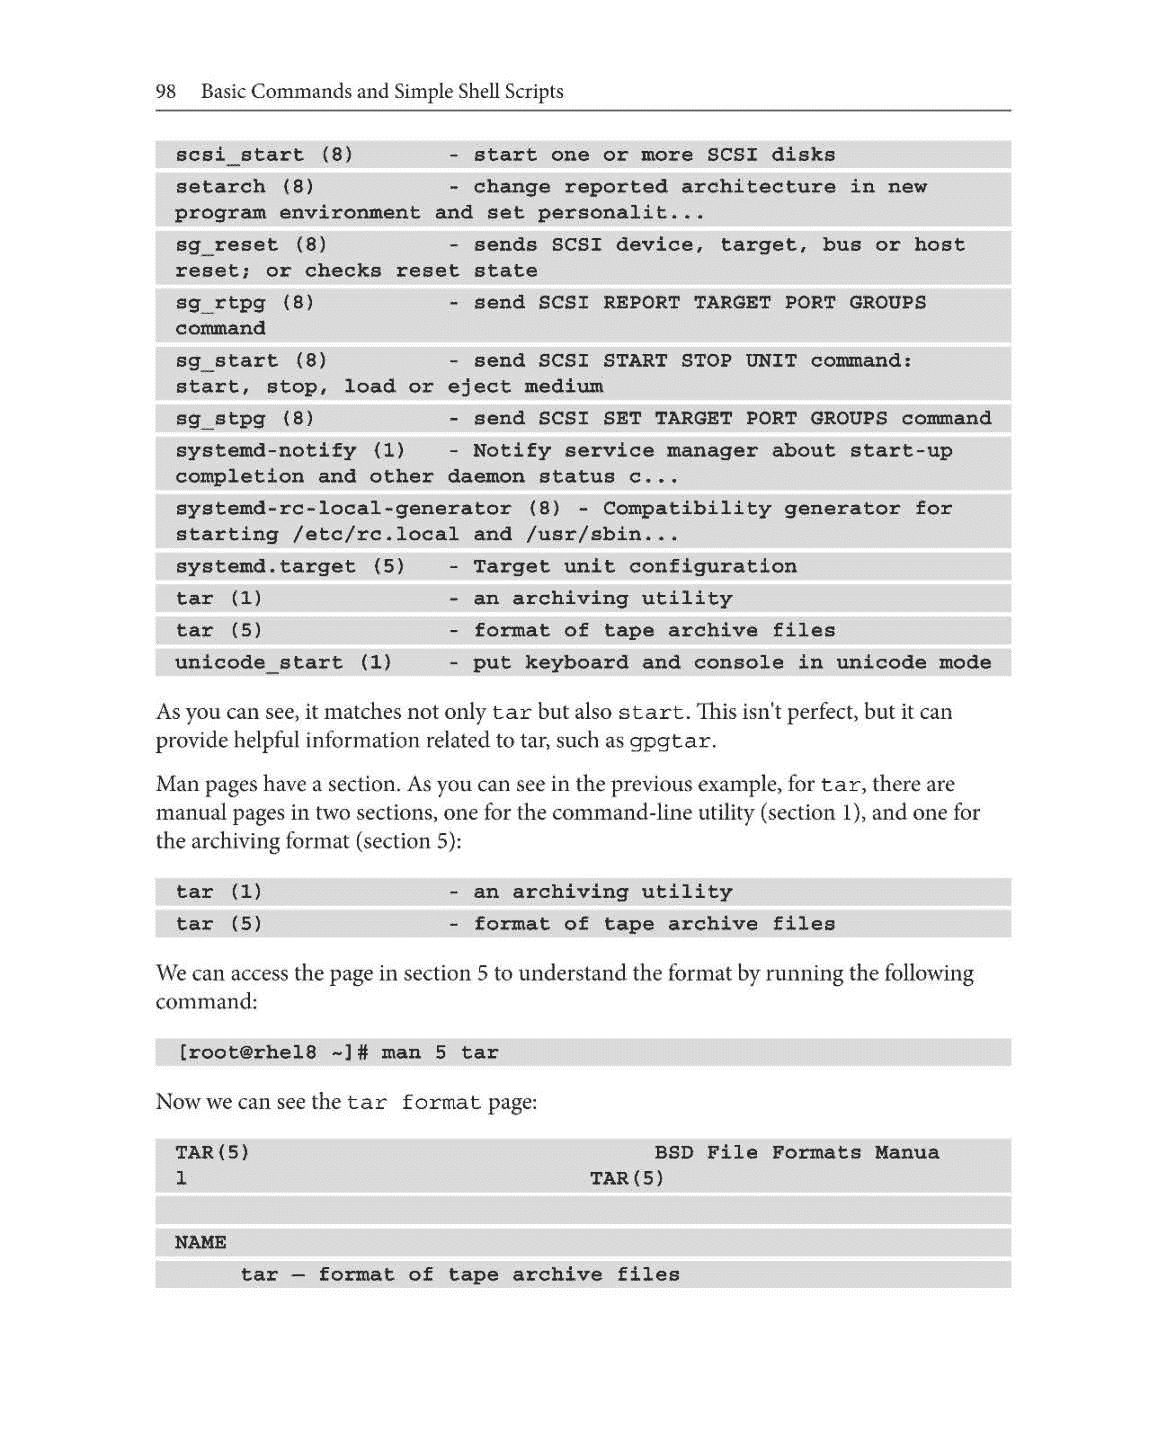 98 Basic Commands and Simple Shell Scripts
scsi_start (8) - start one or more SCSI disks
setarch (8) - change reported architecture in new
program environment and set personalit...
sg_reset (8) - sends SCSI device, target, bus or host
reset; or checks reset state
sg_rtpg (8) - send SCSI REPORT TARGET PORT GROUPS
command
sg_start (8) - send SCSI START STOP UNIT command:
start, stop, load or eject medium
sg_stpg (8) - send SCSI SET TARGET PORT GROUPS command
systemd-notify (1) - Notify service manager about start-up
completion and other daemon status c...
systemd-rc-local-generator (8) - Compatibility generator for
starting /etc/rc.local and /usr/sbin...
systemd.target (5) - Target unit configuration
tar (1) - an archiving utility
tar (5) - format of tape archive files
unicode_start (1) - put keyboard and console in unicode mode
As you can see, it matches not only tar but also start. This isn't perfect, but it can
provide helpful information related to tar, such as gpgtar.
Man pages have a section. As you can see in the previous example, for tar, there are
manual pages in two sections, one for the command-line utility (section 1), and one for
the archiving format (section 5):
tar (1) - an archiving utility
tar (5) - format of tape archive files
We can access the page in section 5 to understand the format by running the following
command:
[root@rhel8 ~]# man 5 tar
Now we can see the tar format page:
TAR(5) BSD File Formats Manua
l TAR(5)
NAME
tar — format of tape archive files